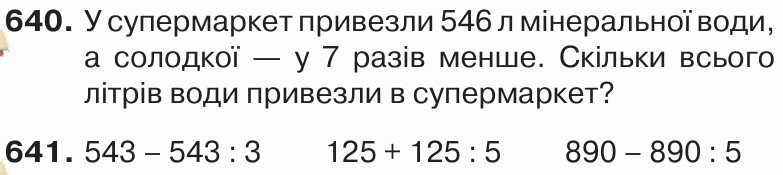 640. У супермаркет привезли 546 л мінеральної води,
а солодкої — у 7 разів менше. Скільки всього
літрів води привезли в супермаркет?
641. 543 – 543 : 3 125 + 125 : 5 890 – 890 : 5